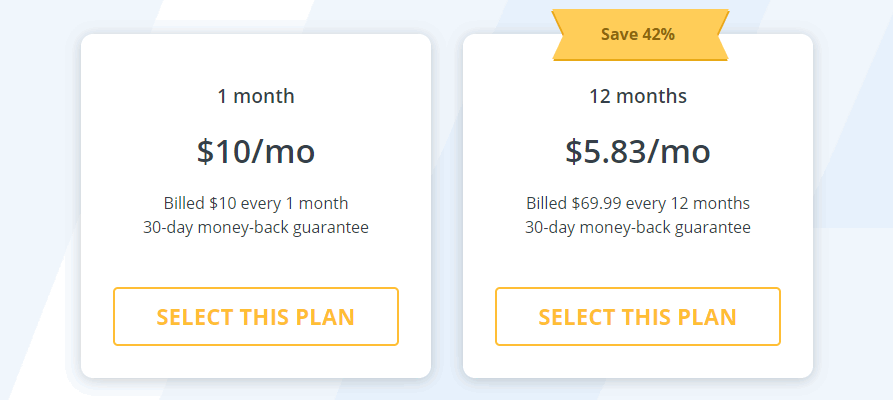 1 month
$10/mo
Billed $10 every 1 month
30-day money-back guarantee
SELECT THIS PLAN
Save 42%
12 months
$5.83/mo
Billed $69.99 every 12 months
30-day money-back guarantee
SELECT THIS PLAN